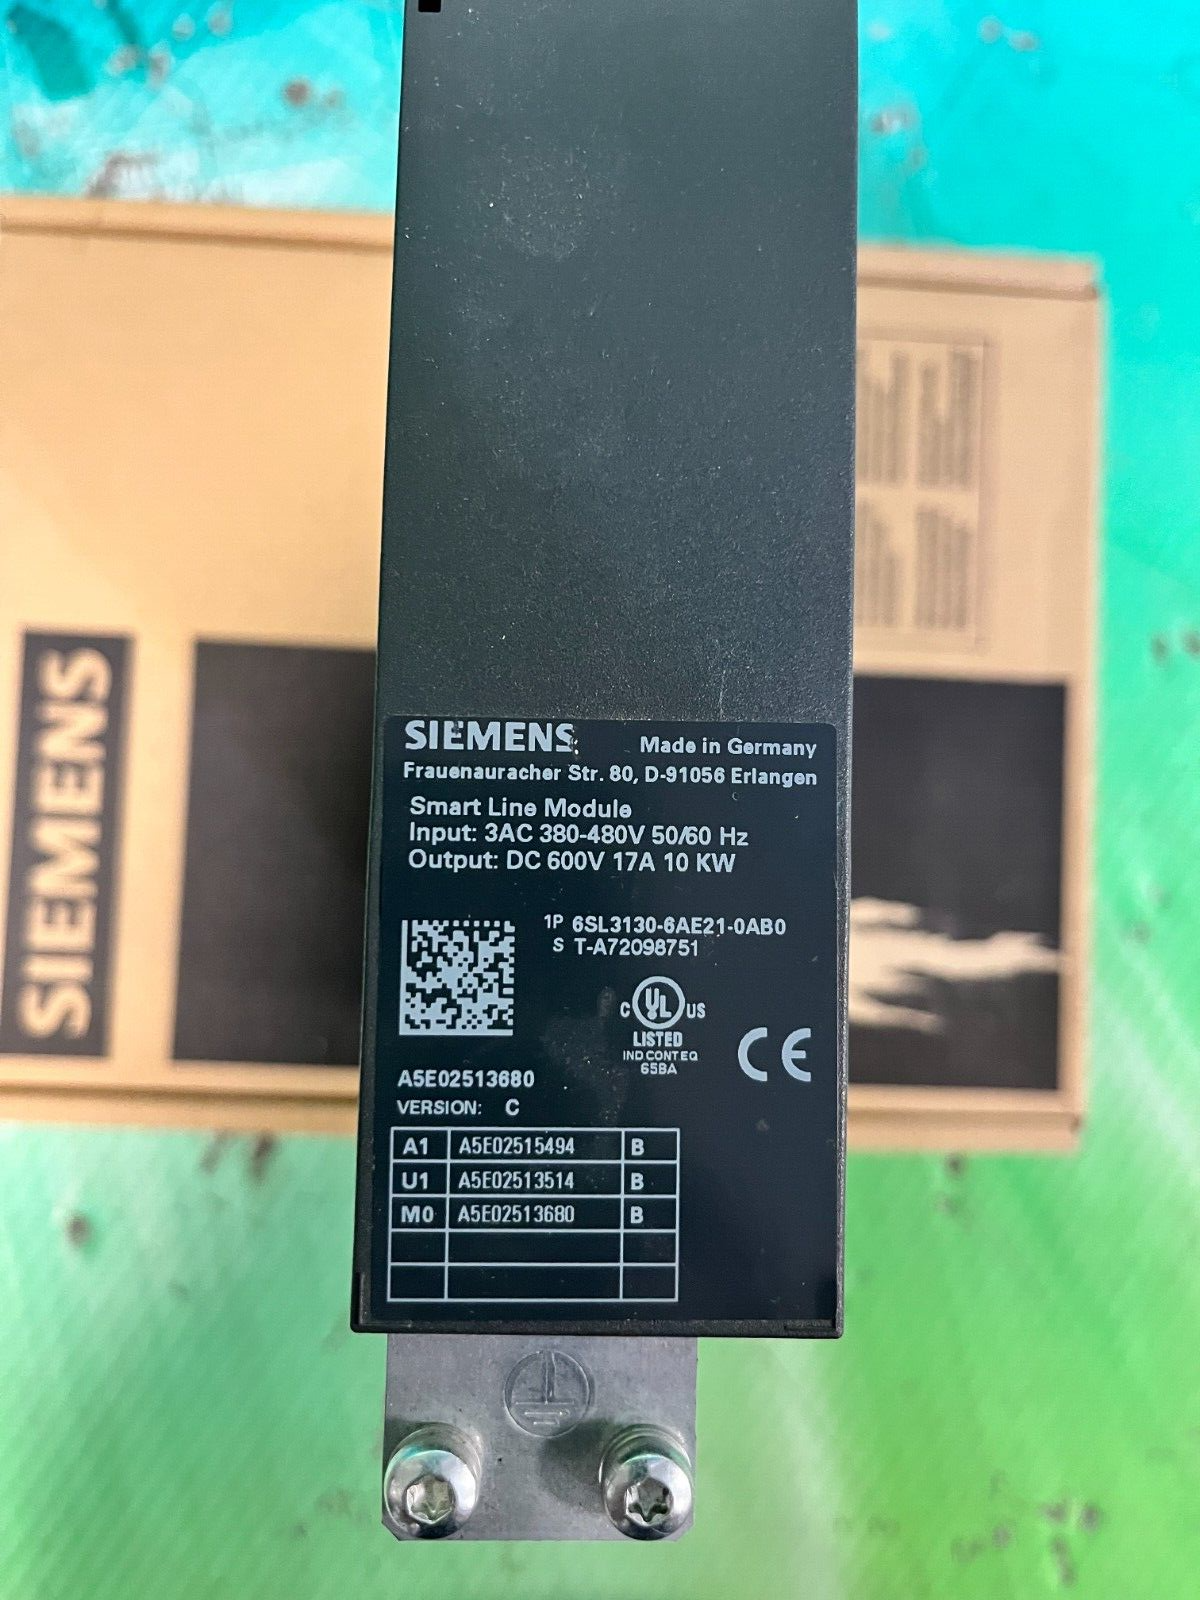 SIEMENS
SIEMENS Made in Germany
Frauenauracher Str. 80, D-91056 Erlangen
Smart Line Module
Input: 3AC 380-480V 50/60 Hz
Output: DC 600V 17A 10 KW
1P 6SL3130-6AE21-0AB0
S T-A72098751
C UL US
LISTED
IND CONT EQ
65BA
CE
A5E02513680
VERSION: C
A1 A5E02515494 B
U1 A5E02513514 B
M0 A5E02513680 B